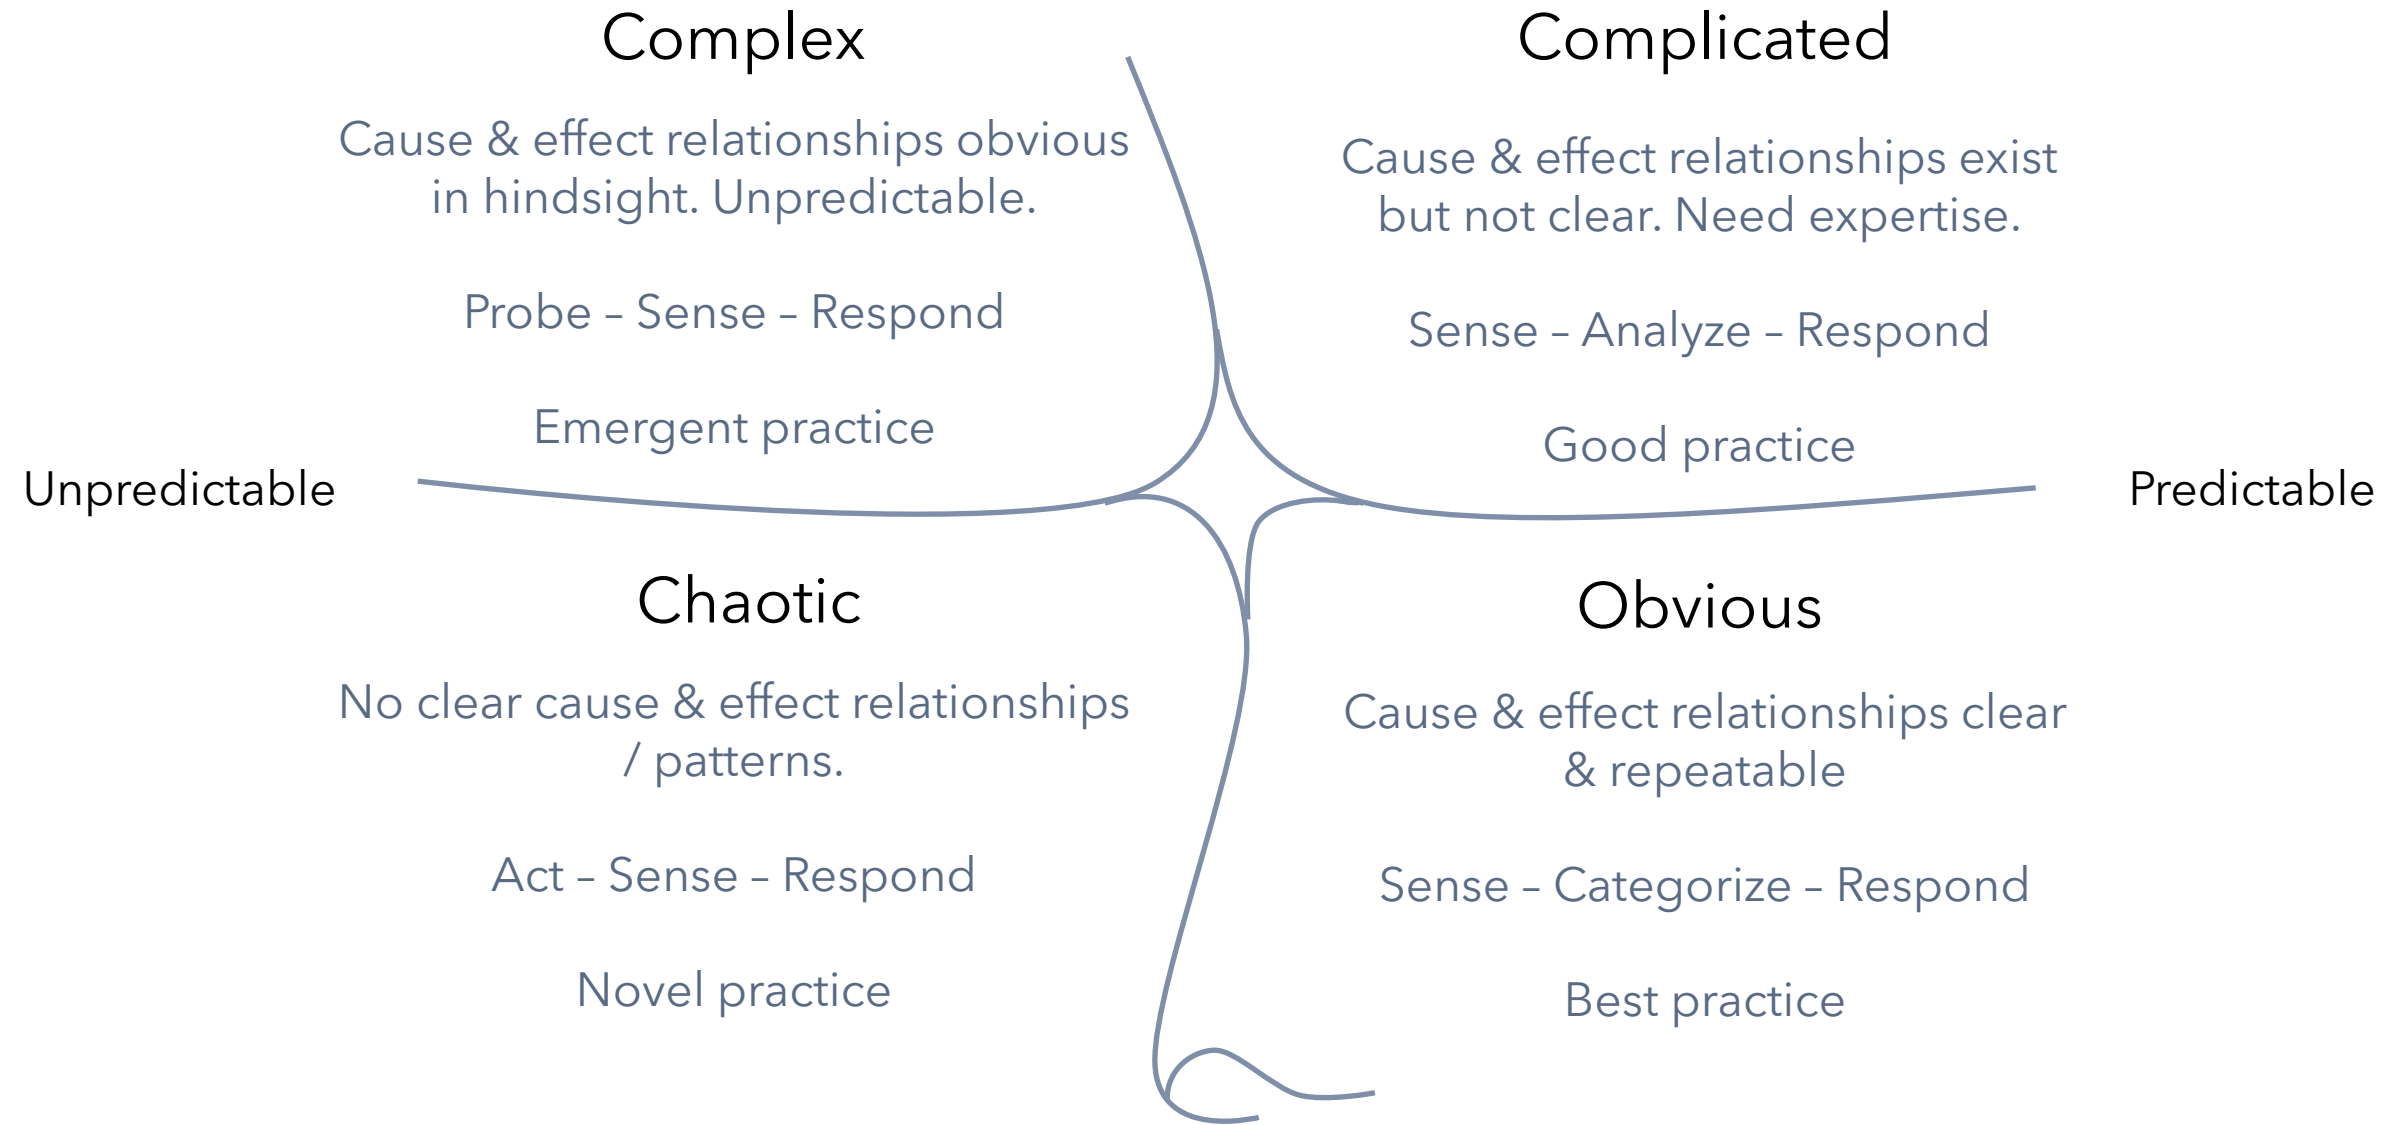 Complex
Cause & effect relationships obvious
in hindsight. Unpredictable.
Probe – Sense – Respond
Emergent practice
Complicated
Cause & effect relationships exist
but not clear. Need expertise.
Sense – Analyze – Respond
Good practice
Unpredictable
Predictable
Chaotic
No clear cause & effect relationships
/ patterns.
Act – Sense – Respond
Novel practice
Obvious
Cause & effect relationships clear
& repeatable
Sense – Categorize – Respond
Best practice